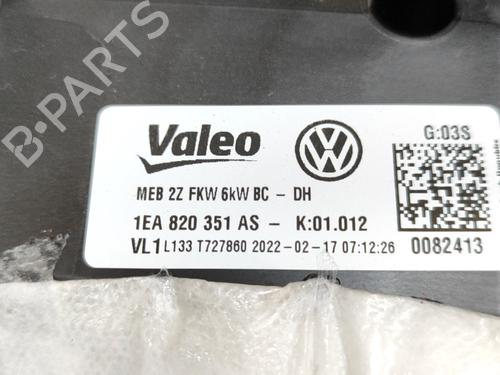 B-PARTS
Valeo
G:03S
MEB 2Z FKW 6kW BC - DH
1EA 820 351 AS - K:01.012
VL1 L133 T727860 2022-02-17 07:12:26 0082413